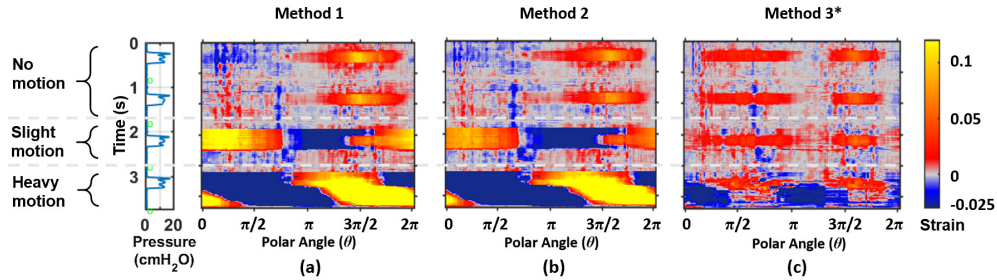 Method 1
Method 2
Method 3*
No
motion
Slight
motion
Heavy
motion
Time (s)
0
1
2
3
0 20
Pressure
(cmH2O)
0 π/2 π 3π/2 2π
Polar Angle (θ)
(a)
0 π/2 π 3π/2 2π
Polar Angle (θ)
(b)
0 π/2 π 3π/2 2π
Polar Angle (θ)
(c)
0.1
0.05
0
-0.025
Strain